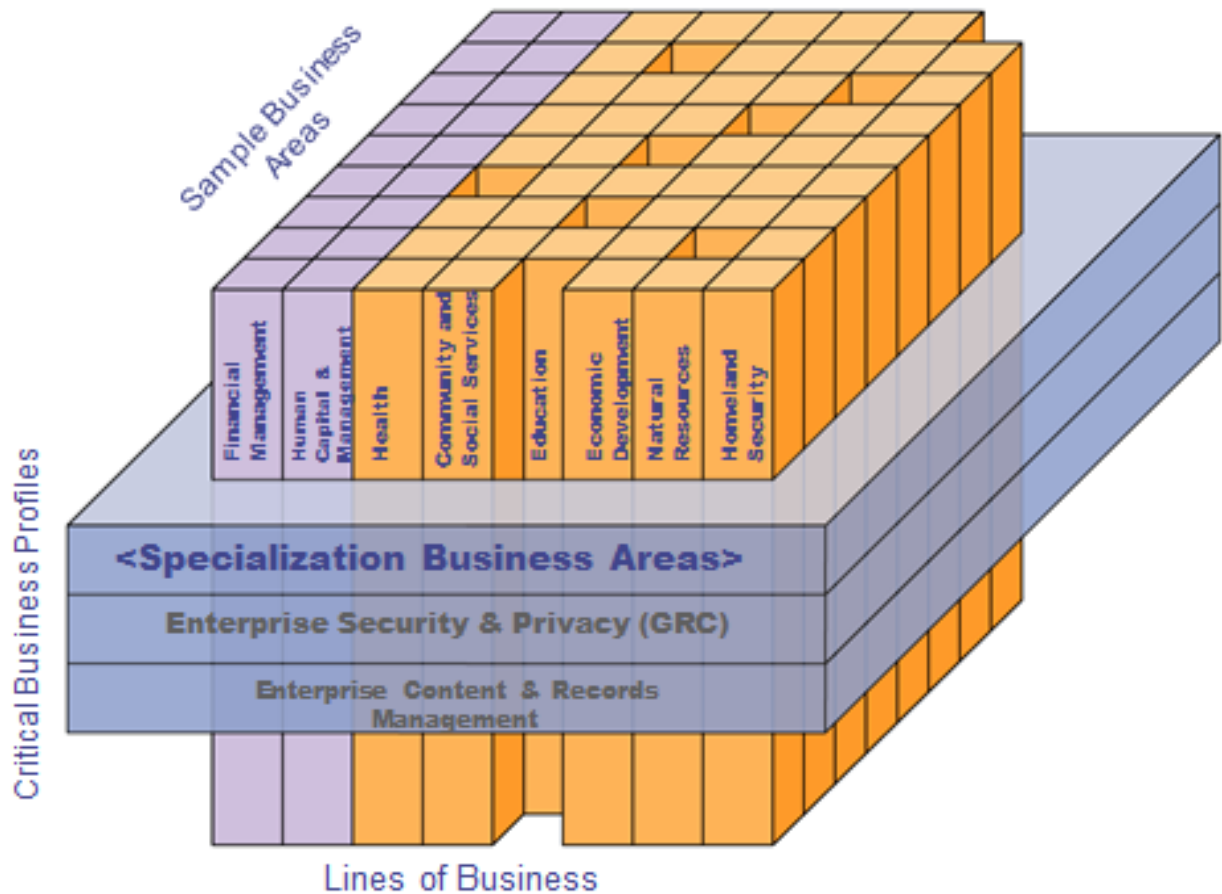 Sample Business
Areas
Financial
Management
Human
Capital &
Management
Health
Community and
Social Services
Education
Economic
Development
Natural
Resources
Homeland
Security
Critical Business Profiles
<Specialization Business Areas>
Enterprise Security & Privacy (GRC)
Enterprise Content & Records
Management
Lines of Business